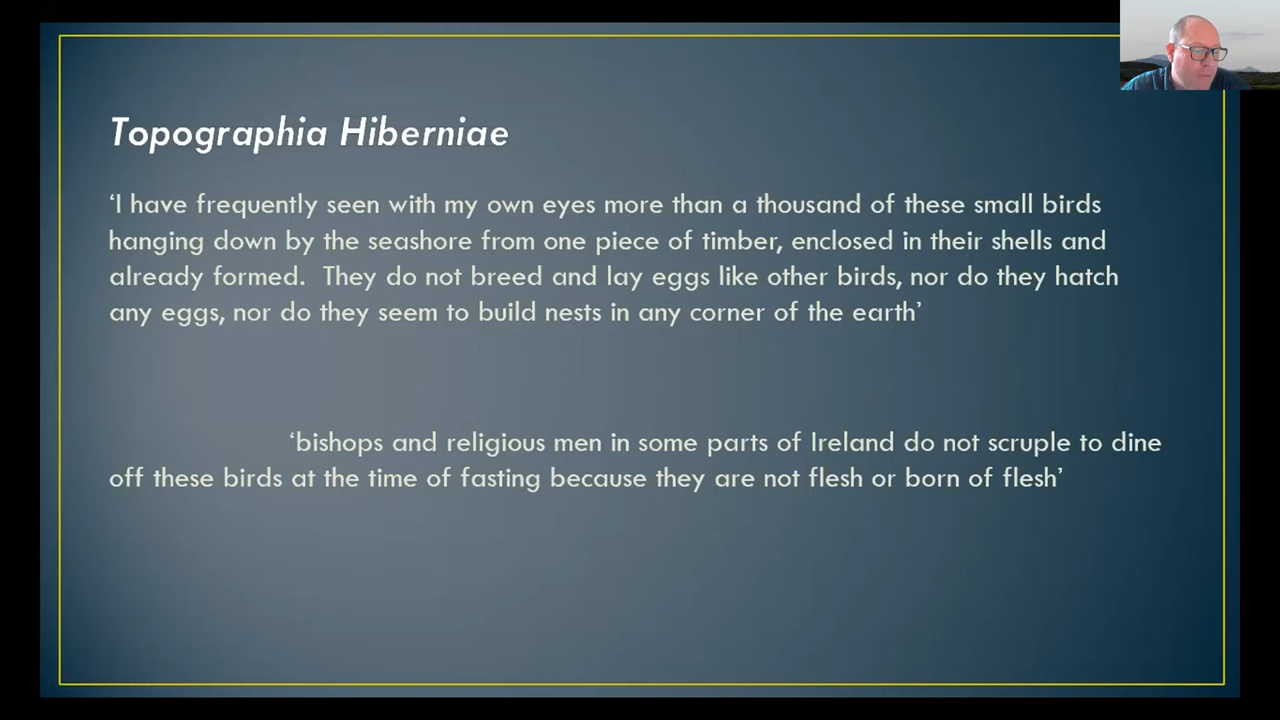 Topographia Hiberniae
‘I have frequently seen with my own eyes more than a thousand of these small birds
hanging down by the seashore from one piece of timber, enclosed in their shells and
already formed.  They do not breed and lay eggs like other birds, nor do they hatch
any eggs, nor do they seem to build nests in any corner of the earth’
‘bishops and religious men in some parts of Ireland do not scruple to dine
off these birds at the time of fasting because they are not flesh or born of flesh’